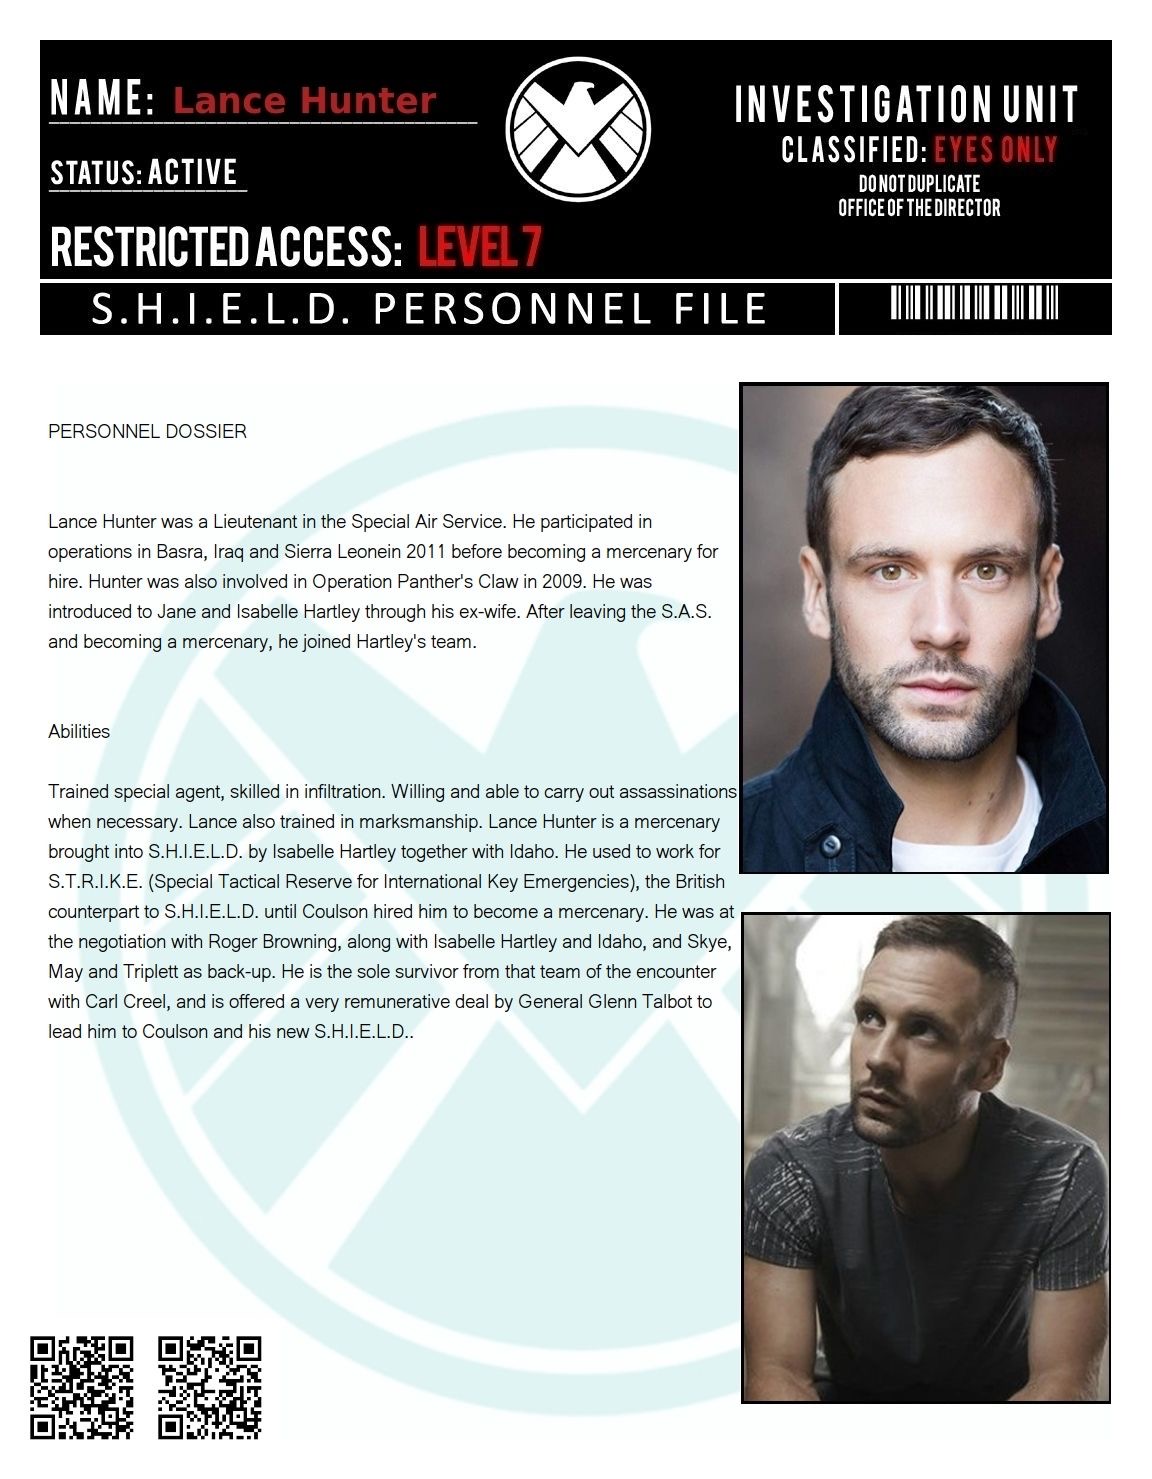 NAME: Lance Hunter
STATUS: ACTIVE
RESTRICTED ACCESS: LEVEL 7
INVESTIGATION UNIT
CLASSIFIED: EYES ONLY
DO NOT DUPLICATE
OFFICE OF THE DIRECTOR
S.H.I.E.L.D. PERSONNEL FILE
PERSONNEL DOSSIER
Lance Hunter was a Lieutenant in the Special Air Service. He participated in
operations in Basra, Iraq and Sierra Leonein 2011 before becoming a mercenary for
hire. Hunter was also involved in Operation Panther's Claw in 2009. He was
introduced to Jane and Isabelle Hartley through his ex-wife. After leaving the S.A.S.
and becoming a mercenary, he joined Hartley's team.
Abilities
Trained special agent, skilled in infiltration. Willing and able to carry out assassinations
when necessary. Lance also trained in marksmanship. Lance Hunter is a mercenary
brought into S.H.I.E.L.D. by Isabelle Hartley together with Idaho. He used to work for
S.T.R.I.K.E. (Special Tactical Reserve for International Key Emergencies), the British
counterpart to S.H.I.E.L.D. until Coulson hired him to become a mercenary. He was at
the negotiation with Roger Browning, along with Isabelle Hartley and Idaho, and Skye,
May and Triplett as back-up. He is the sole survivor from that team of the encounter
with Carl Creel, and is offered a very remunerative deal by General Glenn Talbot to
lead him to Coulson and his new S.H.I.E.L.D..